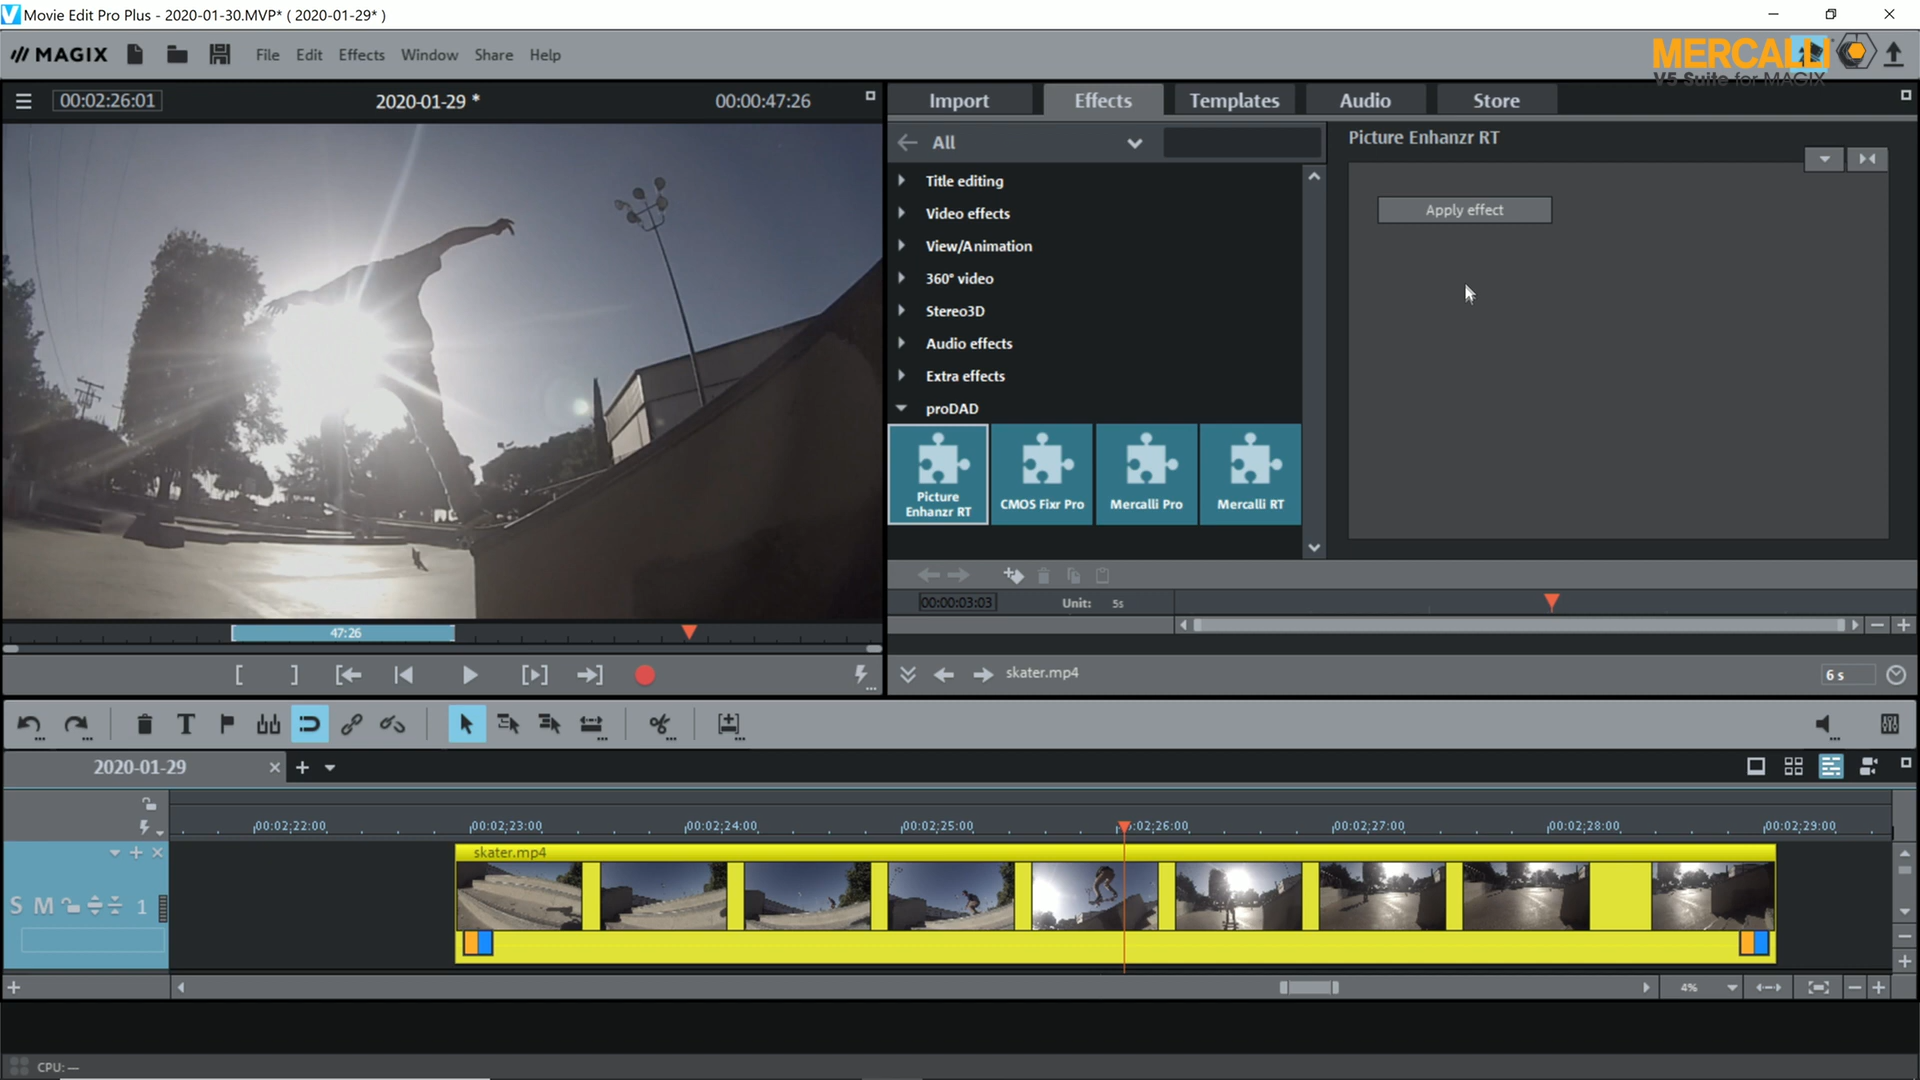 Movie Edit Pro Plus - 2020-01-30.MVP* ( 2020-01-29* )
MAGIX File Edit Effects Window Share Help
MERCALLI
V5 Suite for MAGIX
00:02:26:01 2020-01-29 * 00:00:47:26
Import Effects Templates Audio Store
All
Picture Enhanzr RT
Apply effect
Title editing
Video effects
View/Animation
360° video
Stereo3D
Audio effects
Extra effects
proDAD
Picture
Enhanzr RT
CMOS Fixr Pro
Mercalli Pro
Mercalli RT
00:00:03:03 Unit: 5s
47:26
skater.mp4 6 s
2020-01-29
00:02;22:00, 00:02;23:00, 00:02;24:00, 00:02;25:00, :02;26:00, 00:02;27:00, 00:02;28:00, 00:02;29:00,
skater.mp4
S M 1
4%
CPU: —